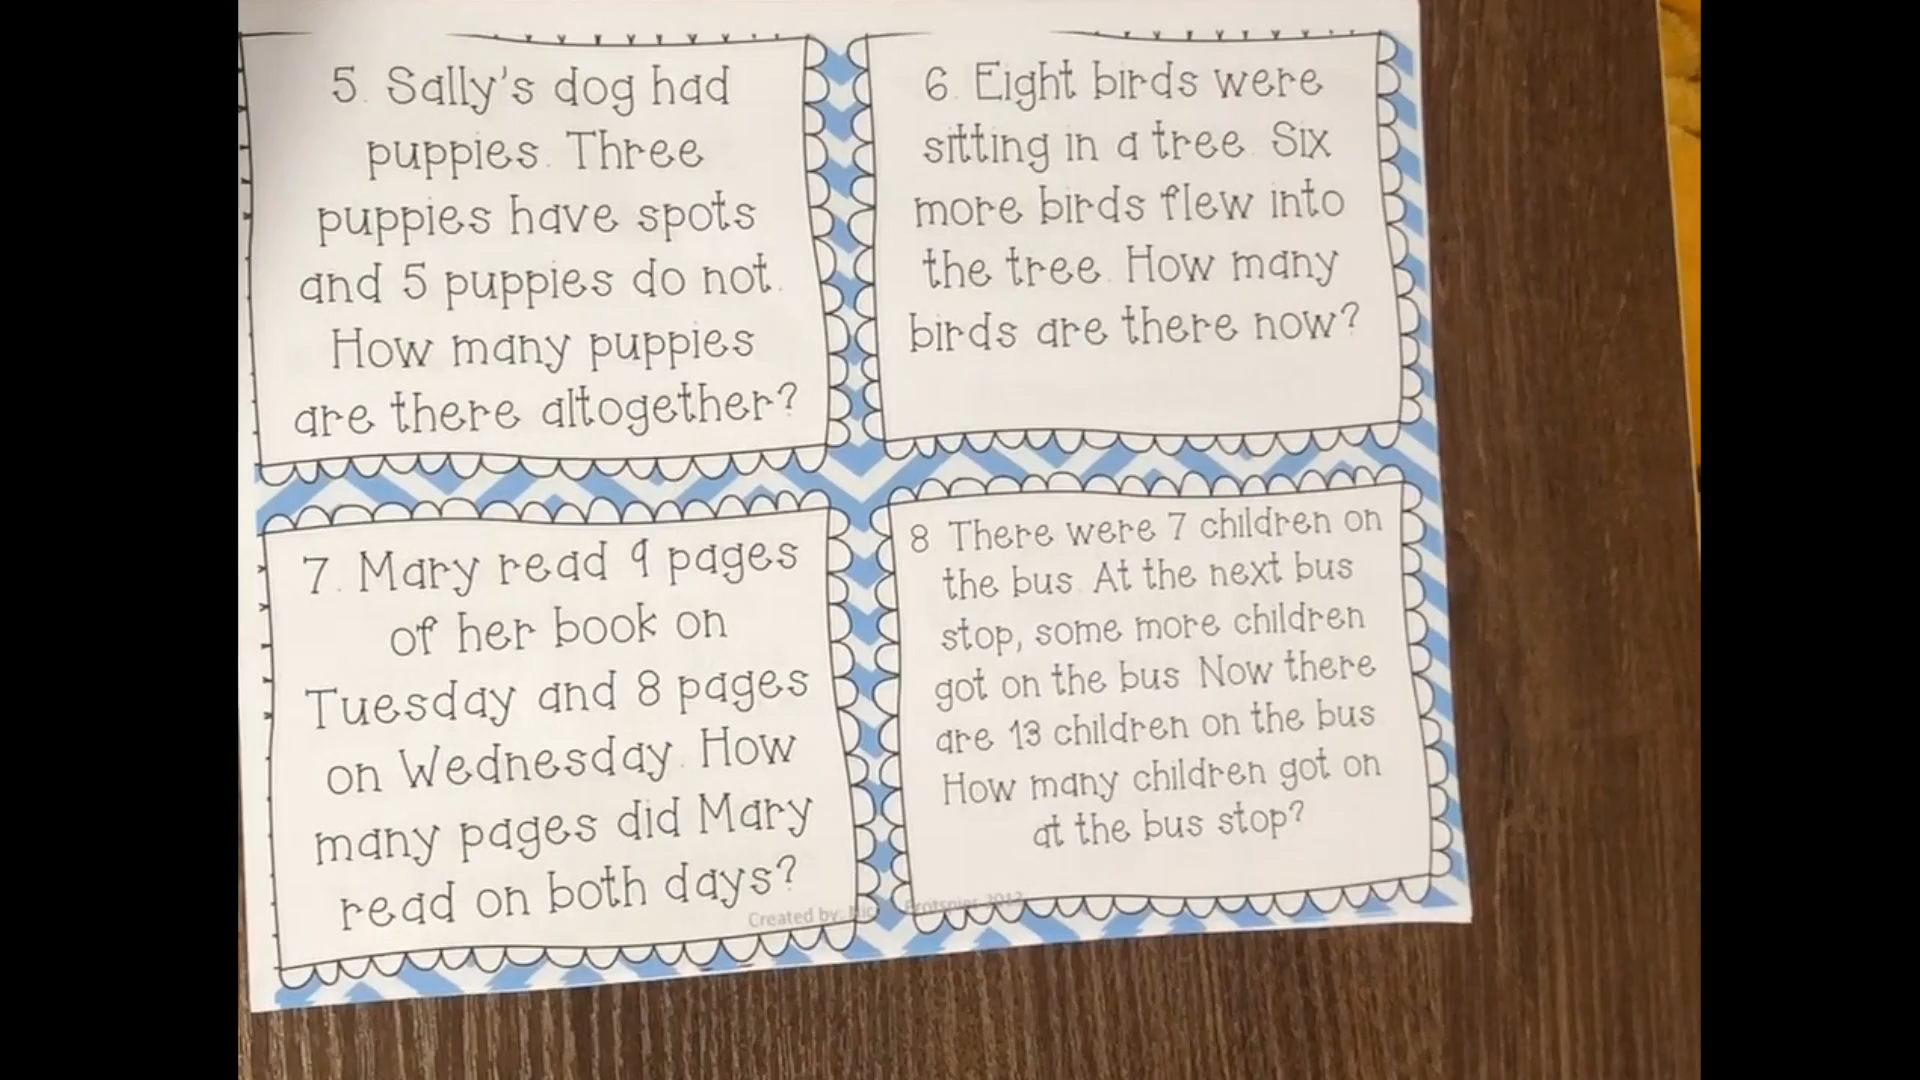 5. Sally's dog had
puppies. Three
puppies have spots
and 5 puppies do not.
How many puppies
are there altogether?
6. Eight birds were
sitting in a tree. Six
more birds flew into
the tree. How many
birds are there now?
7. Mary read 9 pages
of her book on
Tuesday and 8 pages
on Wednesday. How
many pages did Mary
read on both days?
8 There were 7 children on
the bus. At the next bus
stop, some more children
got on the bus. Now there
are 13 children on the bus
How many children got on
at the bus stop?
Created by: